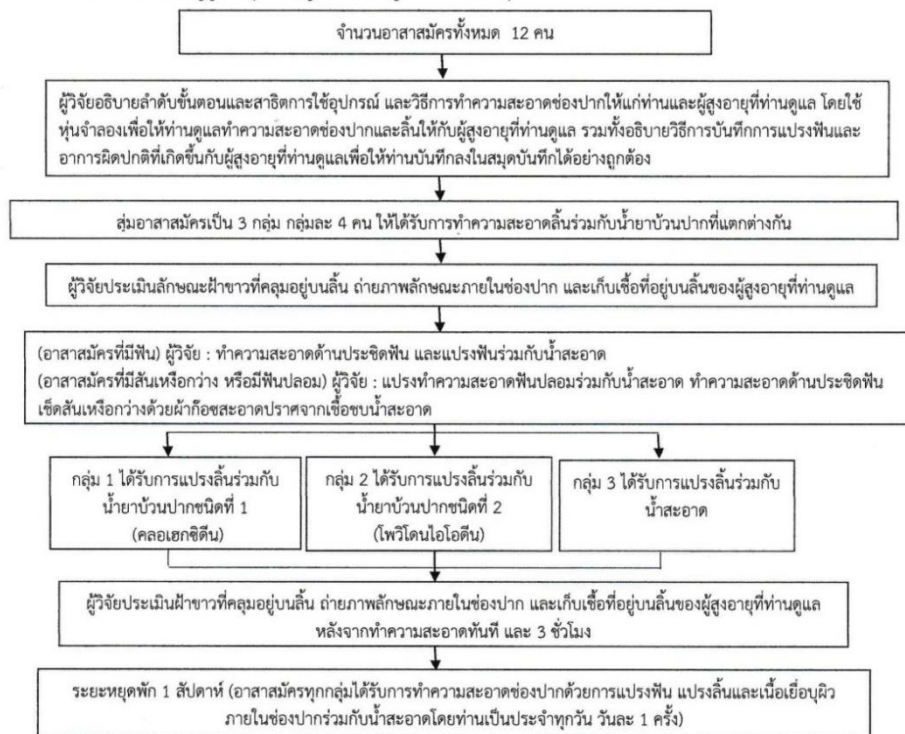 จำนวนอาสาสมัครทั้งหมด 12 คน
ผู้วิจัยอธิบายลำดับขั้นตอนและสาธิตการใช้อุปกรณ์ และวิธีการทำความสะอาดช่องปากให้แก่ท่านและผู้สูงอายุที่ท่านดูแล โดยใช้
หุ่นจำลองเพื่อให้ท่านดูแลทำความสะอาดช่องปากและลิ้นให้กับผู้สูงอายุที่ท่านดูแล รวมทั้งอธิบายวิธีการบันทึกการแปรงฟันและ
อาการผิดปกติที่เกิดขึ้นกับผู้สูงอายุที่ท่านดูแลเพื่อให้ท่านบันทึกลงในสมุดบันทึกได้อย่างถูกต้อง
สุ่มอาสาสมัครเป็น 3 กลุ่ม กลุ่มละ 4 คน ให้ได้รับการทำความสะอาดลิ้นร่วมกับน้ำยาบ้วนปากที่แตกต่างกัน
ผู้วิจัยประเมินลักษณะฝ้าขาวที่คลุมอยู่บนลิ้น ถ่ายภาพลักษณะภายในช่องปาก และเก็บเชื้อที่อยู่บนลิ้นของผู้สูงอายุที่ท่านดูแล
(อาสาสมัครที่มีฟัน) ผู้วิจัย : ทำความสะอาดด้านประชิดฟัน และแปรงฟันร่วมกับน้ำสะอาด
(อาสาสมัครที่มีสันเหงือกว่าง หรือมีฟันปลอม) ผู้วิจัย : แปรงทำความสะอาดฟันปลอมร่วมกับน้ำสะอาด ทำความสะอาดด้านประชิดฟัน
เช็ดสันเหงือกว่างด้วยผ้าก๊อซสะอาดปราศจากเชื้อชุบน้ำสะอาด
กลุ่ม 1 ได้รับการแปรงลิ้นร่วมกับ
น้ำยาบ้วนปากชนิดที่ 1
(คลอเฮกซิดีน)
กลุ่ม 2 ได้รับการแปรงลิ้นร่วมกับ
น้ำยาบ้วนปากชนิดที่ 2
(โพวิโดนไอโอดีน)
กลุ่ม 3 ได้รับการแปรงลิ้นร่วมกับ
น้ำสะอาด
ผู้วิจัยประเมินฝ้าขาวที่คลุมอยู่บนลิ้น ถ่ายภาพลักษณะภายในช่องปาก และเก็บเชื้อที่อยู่บนลิ้นของผู้สูงอายุที่ท่านดูแล
หลังจากทำความสะอาดทันที และ 3 ชั่วโมง
ระยะหยุดพัก 1 สัปดาห์ (อาสาสมัครทุกกลุ่มได้รับการทำความสะอาดช่องปากด้วยการแปรงฟัน แปรงลิ้นและเนื้อเยื่อบุผิว
ภายในช่องปากร่วมกับน้ำสะอาดโดยท่านเป็นประจำทุกวัน วันละ 1 ครั้ง)